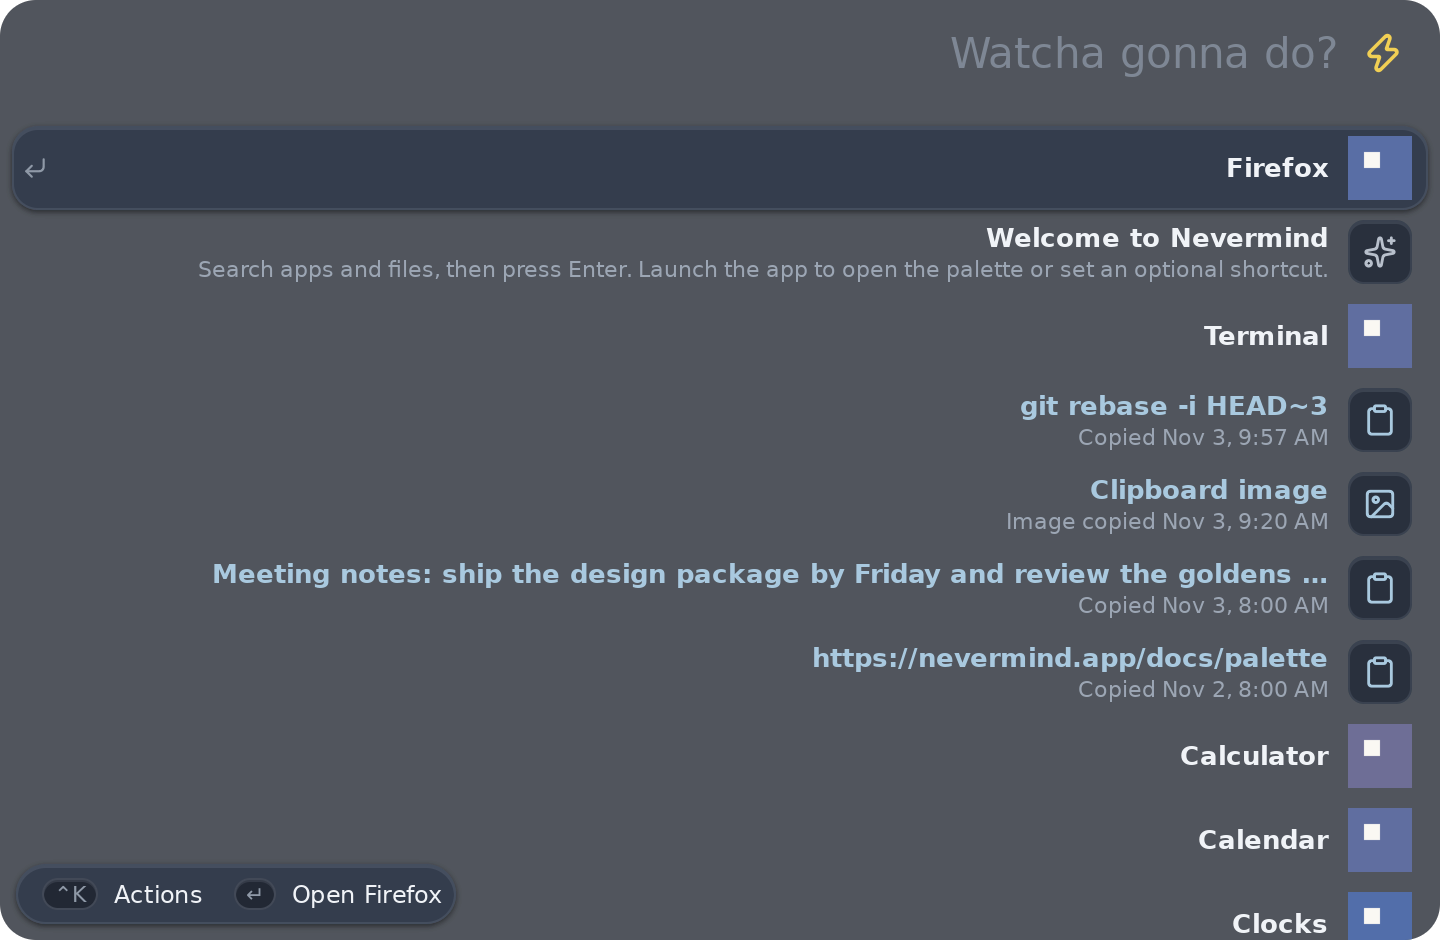 Watcha gonna do?
Firefox
Welcome to Nevermind
Search apps and files, then press Enter. Launch the app to open the palette or set an optional shortcut.
Terminal
git rebase -i HEAD~3
Copied Nov 3, 9:57 AM
Clipboard image
Image copied Nov 3, 9:20 AM
Meeting notes: ship the design package by Friday and review the goldens …
Copied Nov 3, 8:00 AM
https://nevermind.app/docs/palette
Copied Nov 2, 8:00 AM
Calculator
Calendar
Clocks
⌃K Actions ↵ Open Firefox